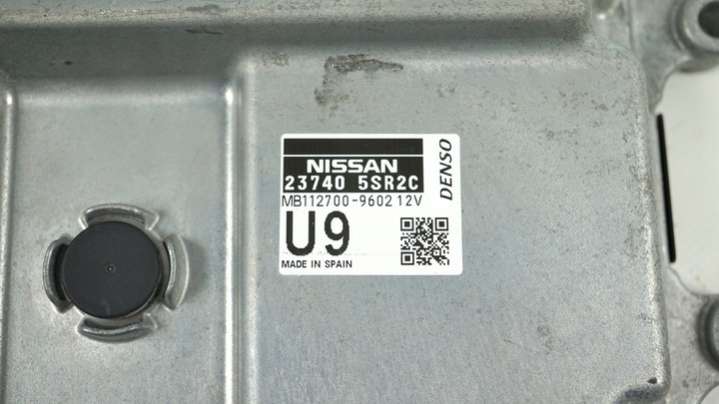 NISSAN
23740 5SR2C
MB112700-9602 12V
U9
MADE IN SPAIN
DENSO